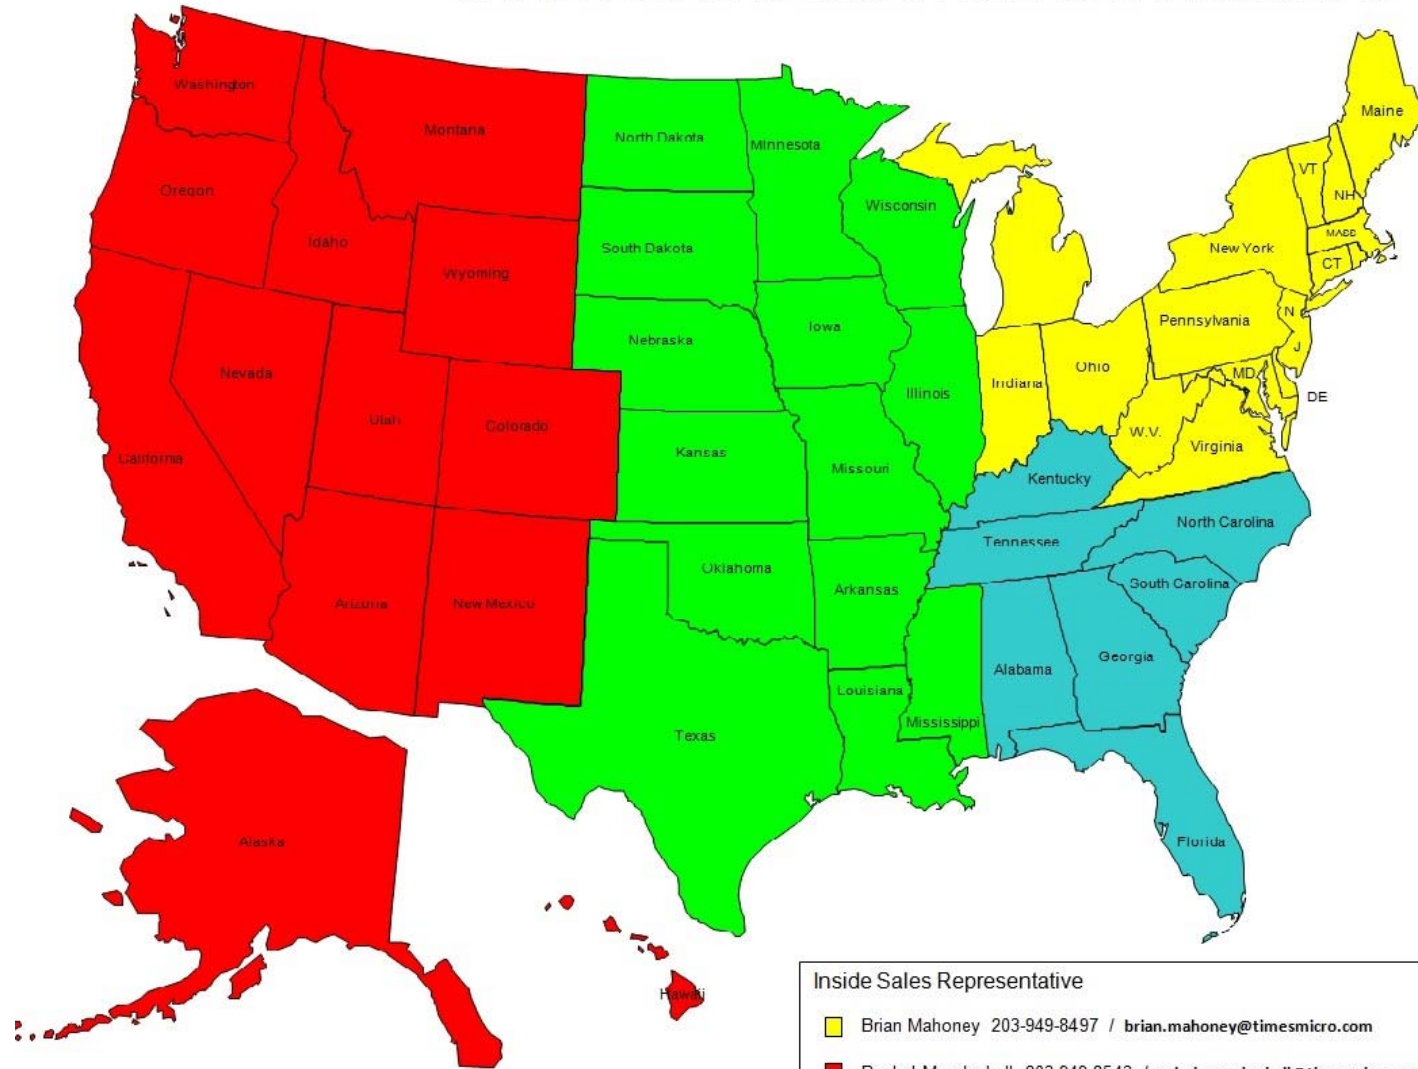 Washington
Montana
North Dakota
Minnesota
Maine
Oregon
Idaho
Wyoming
South Dakota
Wisconsin
VT
NH
MASS
New York
CT
Nebraska
Iowa
Pennsylvania
N
J
Nevada
Utah
Colorado
Illinois
Indiana
Ohio
MD
DE
California
Kansas
Missouri
W.V.
Virginia
Kentucky
North Carolina
Tennessee
Oklahoma
Arkansas
South Carolina
Arizona
New Mexico
Alabama
Georgia
Louisiana
Mississippi
Texas
Alaska
Florida
Hawaii
Inside Sales Representative
Brian Mahoney 203-949-8497 / brian.mahoney@timesmicro.com